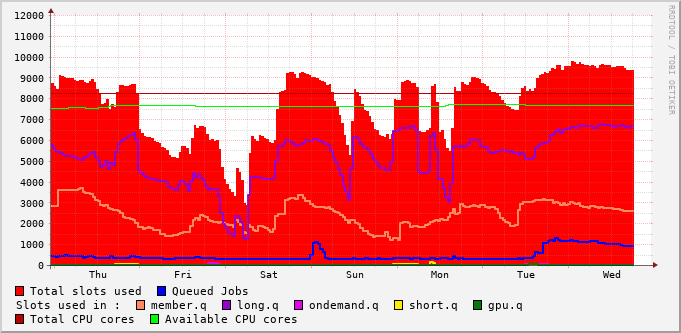 RRDTOOL / TOBI OETIKER
12000
11000
10000
9000
8000
7000
6000
5000
4000
3000
2000
1000
0
Thu Fri Sat Sun Mon Tue Wed
Total slots used Queued Jobs
Slots used in : member.q long.q ondemand.q short.q gpu.q
Total CPU cores Available CPU cores